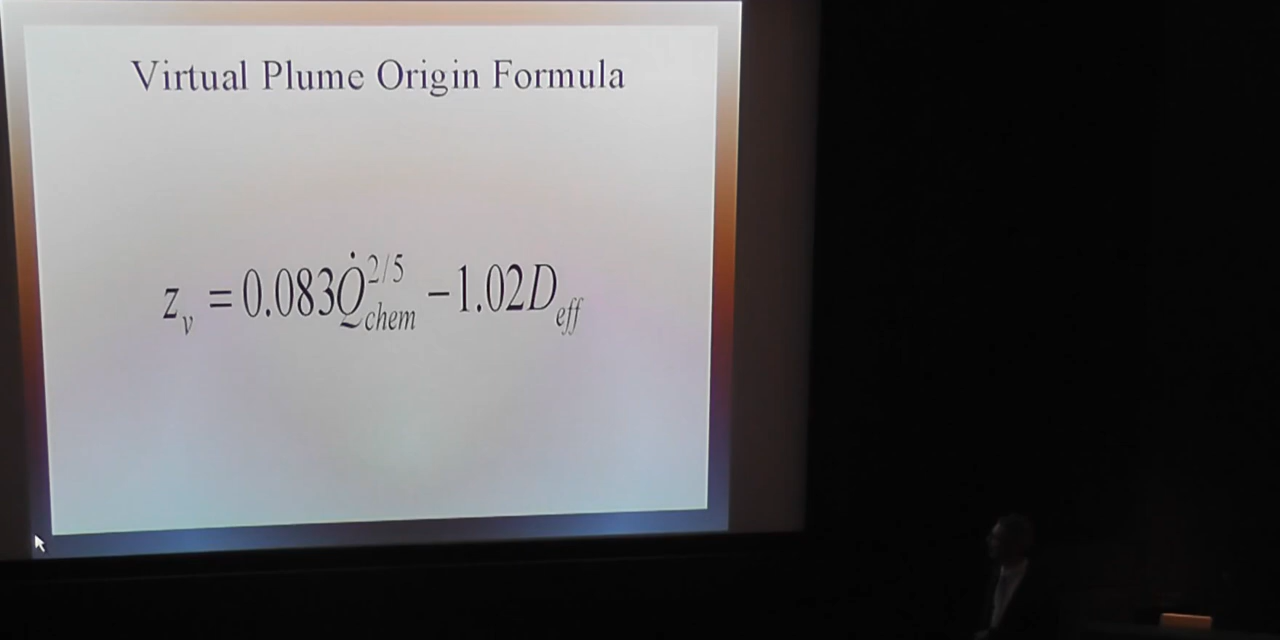 Virtual Plume Origin Formula
z_v = 0.083Q̇_chem^2/5 − 1.02D_eff